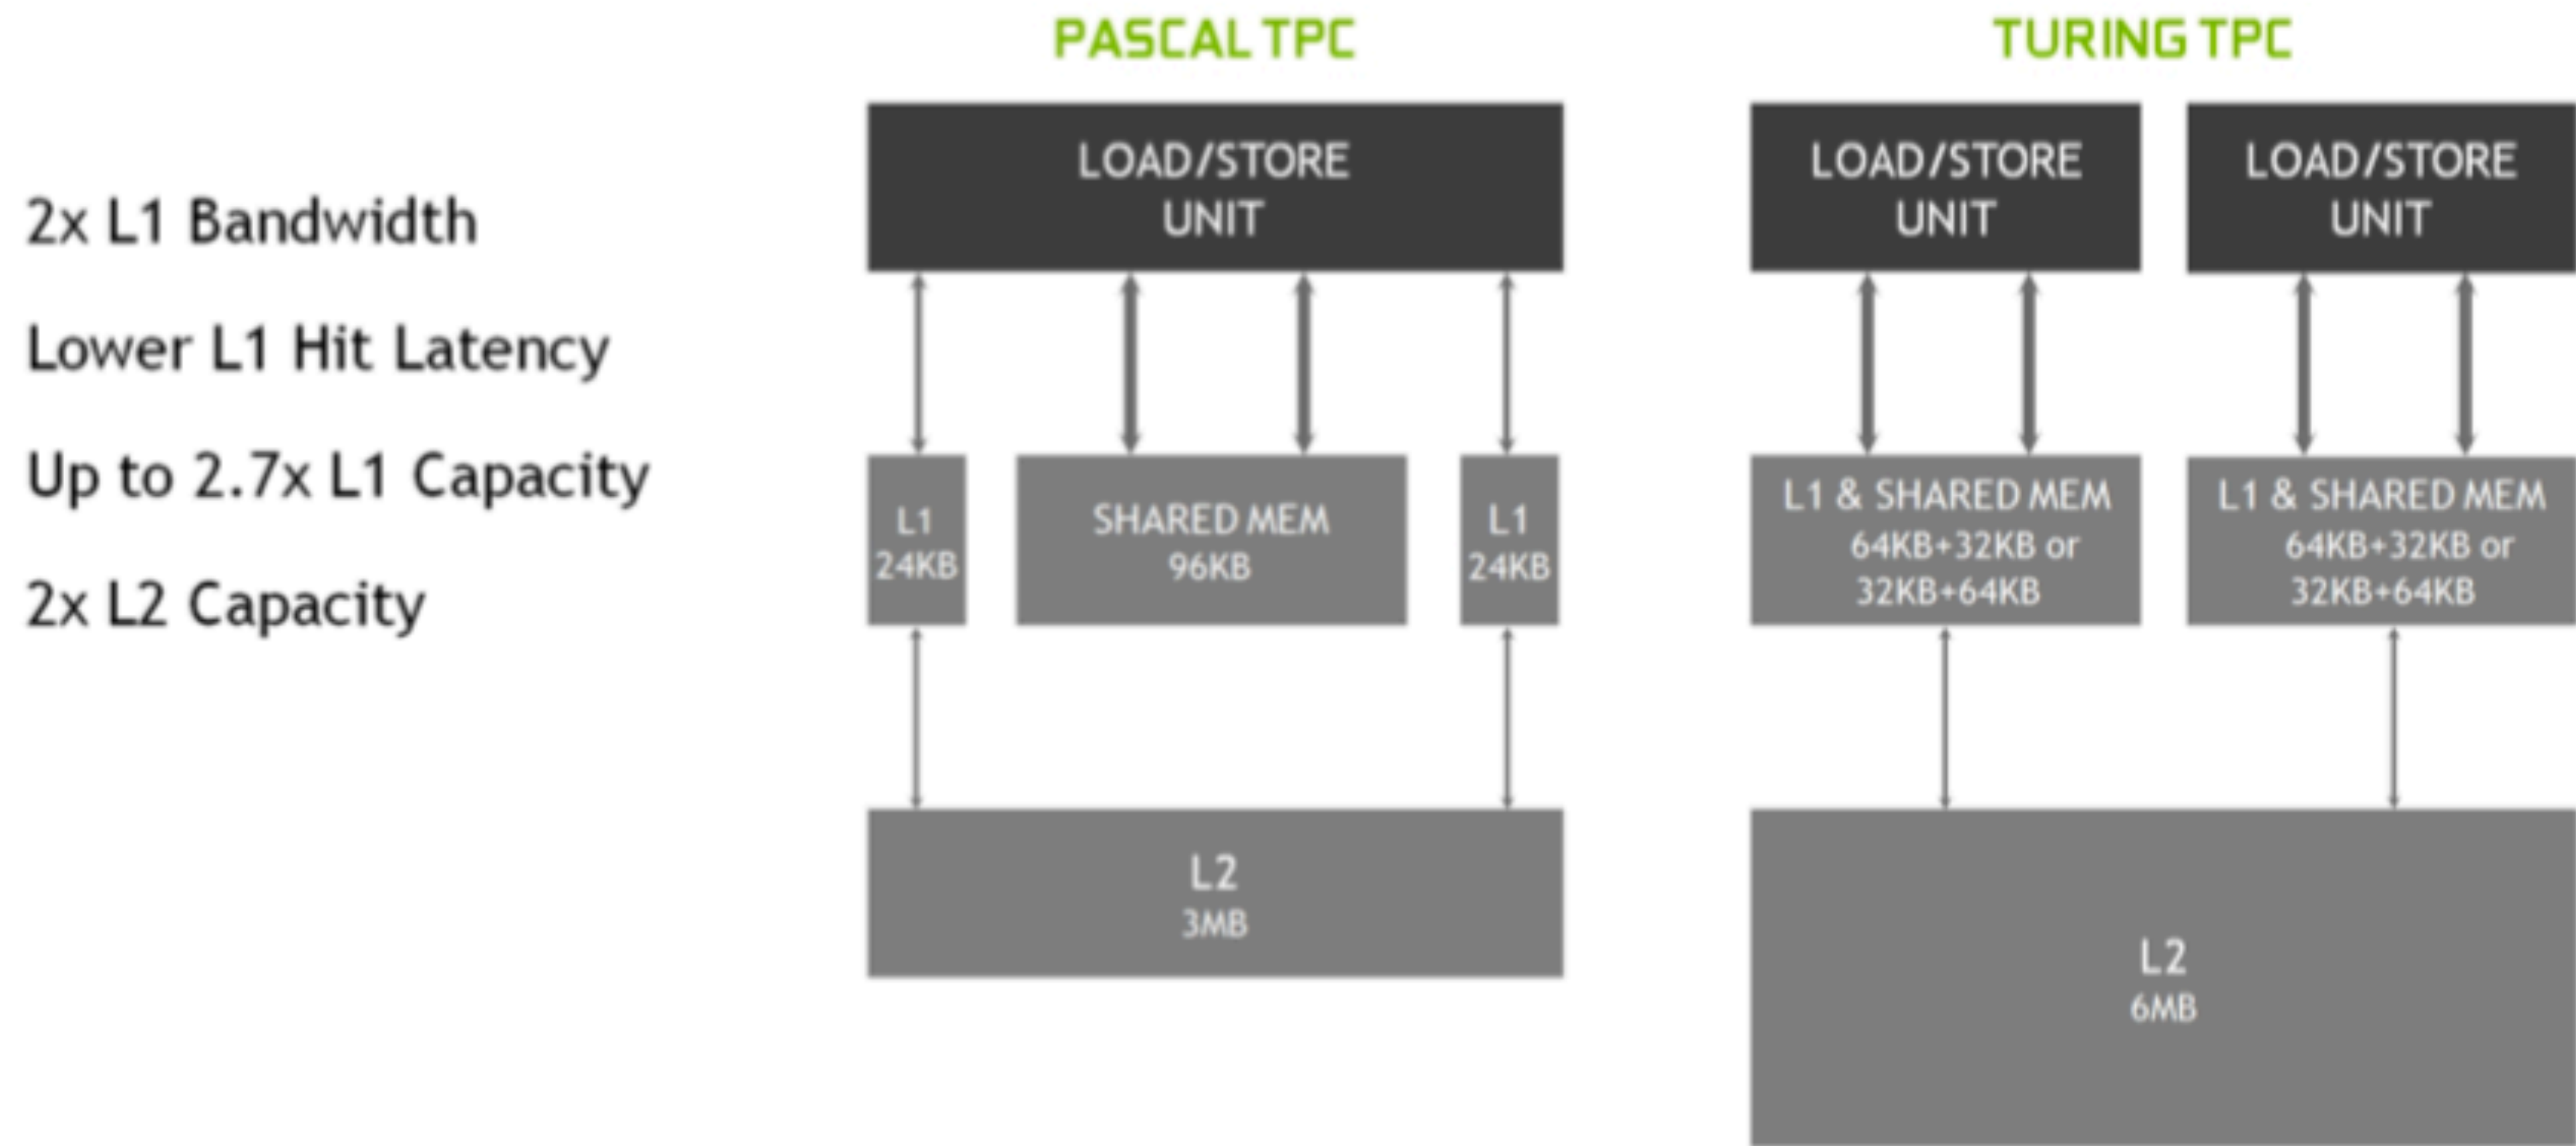 PASCAL TPC
TURING TPC
2x L1 Bandwidth
Lower L1 Hit Latency
Up to 2.7x L1 Capacity
2x L2 Capacity
LOAD/STORE
UNIT
L1
24KB
SHARED MEM
96KB
L1
24KB
L2
3MB
LOAD/STORE
UNIT
LOAD/STORE
UNIT
L1 & SHARED MEM
64KB+32KB or
32KB+64KB
L1 & SHARED MEM
64KB+32KB or
32KB+64KB
L2
6MB